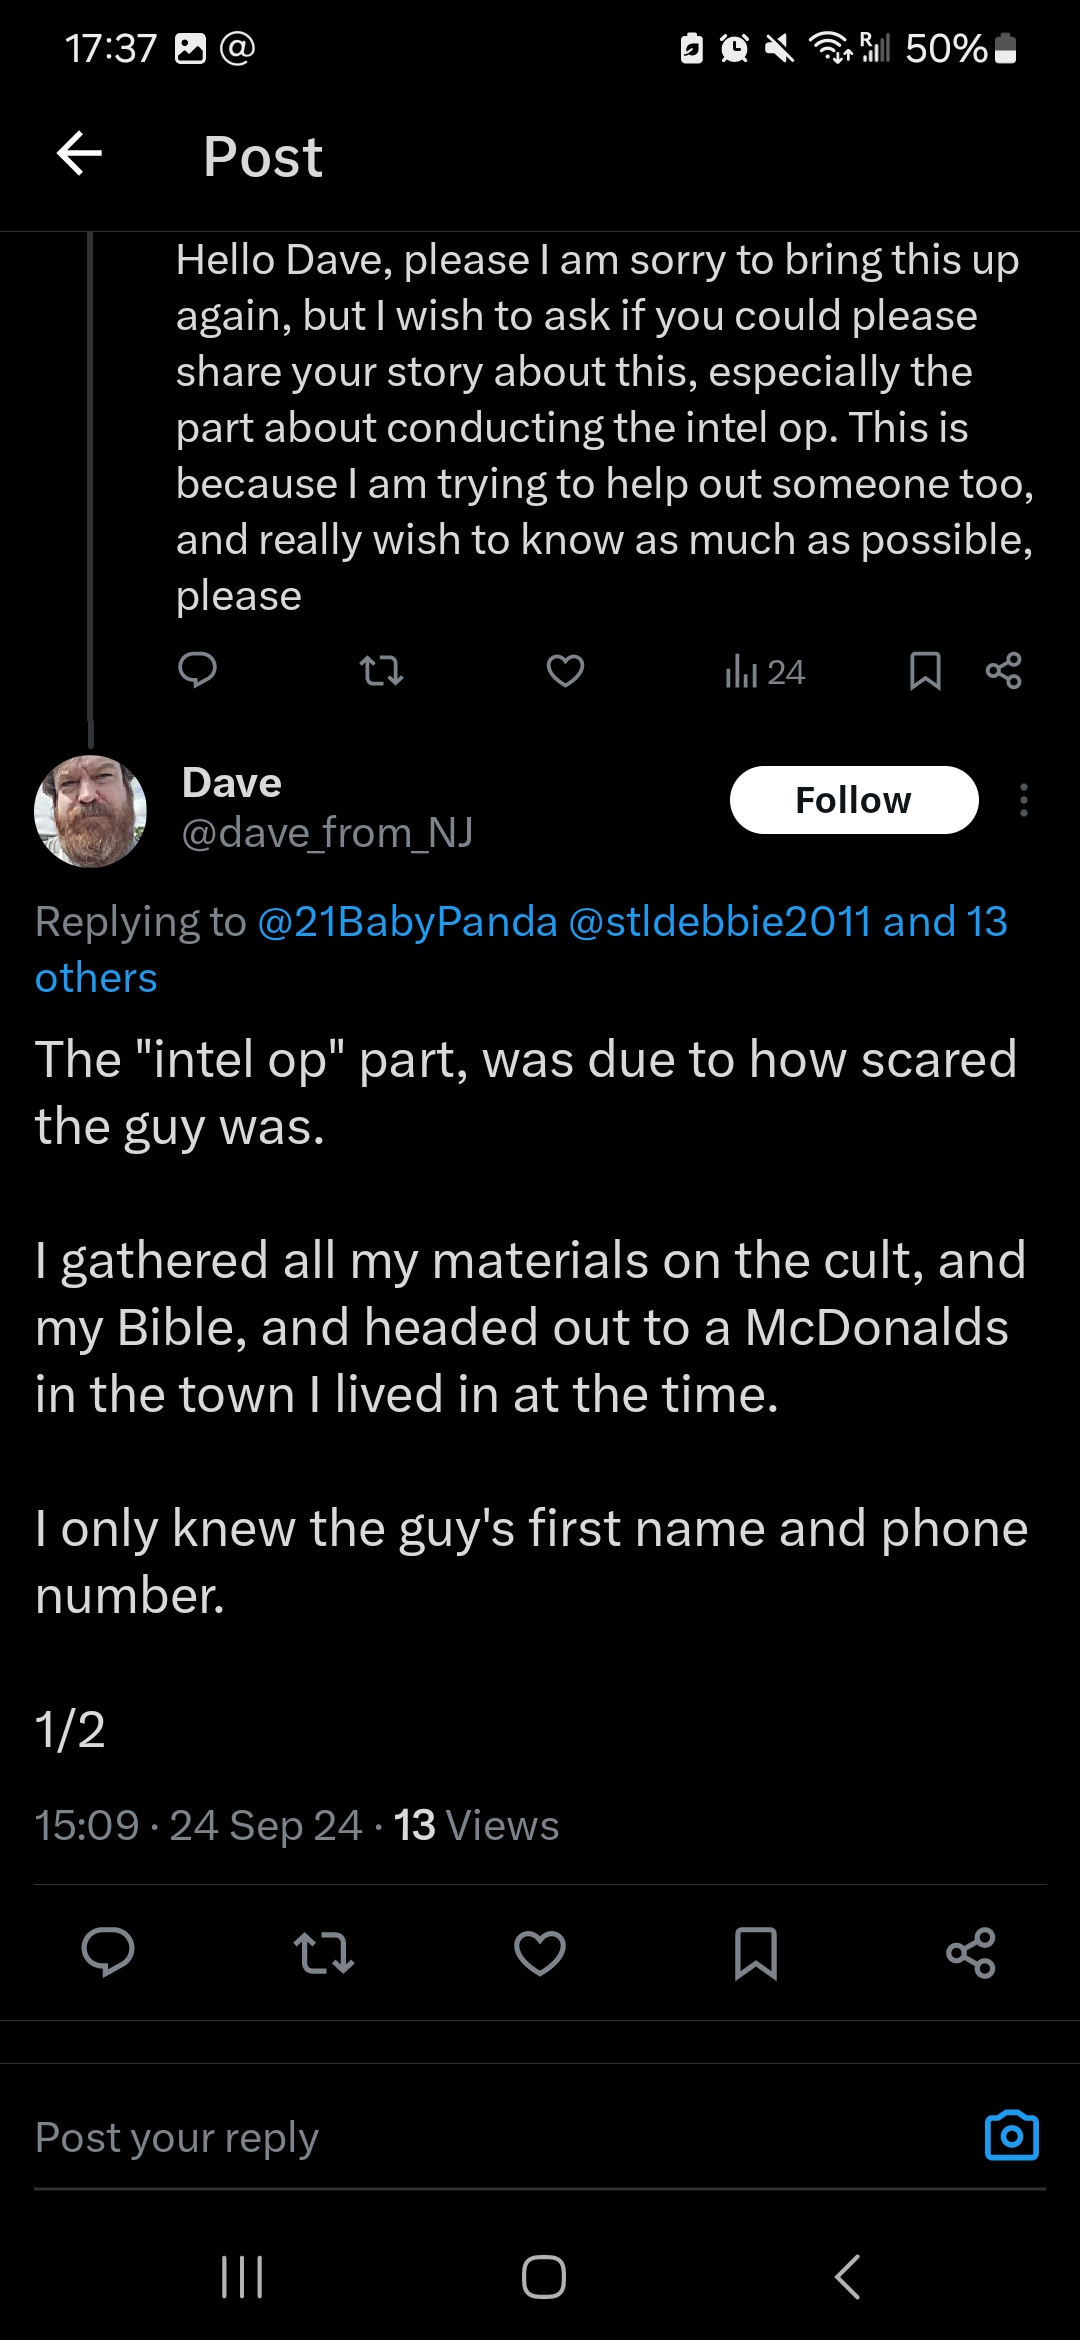 17:37
R
50%
Post
Hello Dave, please I am sorry to bring this up
again, but I wish to ask if you could please
share your story about this, especially the
part about conducting the intel op. This is
because I am trying to help out someone too,
and really wish to know as much as possible,
please
24
Dave
@dave_from_NJ
Follow
Replying to @21BabyPanda @stldebbie2011 and 13
others
The "intel op" part, was due to how scared
the guy was.
I gathered all my materials on the cult, and
my Bible, and headed out to a McDonalds
in the town I lived in at the time.
I only knew the guy's first name and phone
number.
1/2
15:09 · 24 Sep 24 · 13 Views
Post your reply